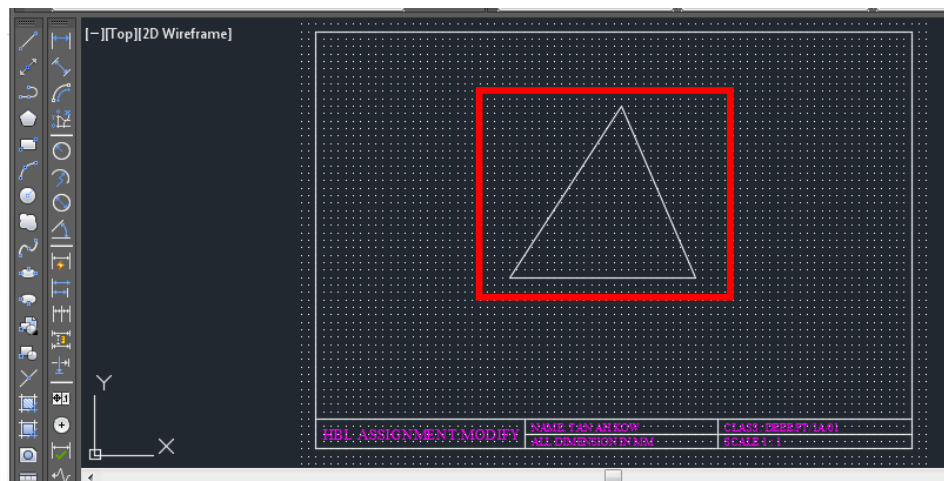 [−][Top][2D Wireframe]
Y
X
HBL ASSIGNMENT:MODIFY
NAME: TAN AH KOW
CLASS : DEEE FT 1A/01
ALL DIMENSION IN MM
SCALE 1 : 1